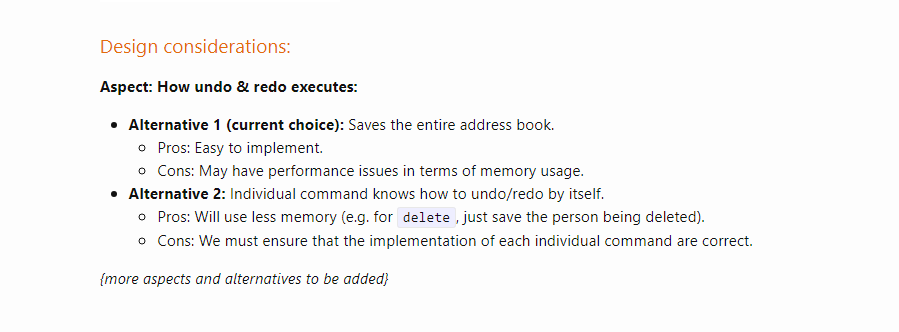 Design considerations:
Aspect: How undo & redo executes:
Alternative 1 (current choice): Saves the entire address book.
Pros: Easy to implement.
Cons: May have performance issues in terms of memory usage.
Alternative 2: Individual command knows how to undo/redo by itself.
Pros: Will use less memory (e.g. for delete, just save the person being deleted).
Cons: We must ensure that the implementation of each individual command are correct.
{more aspects and alternatives to be added}